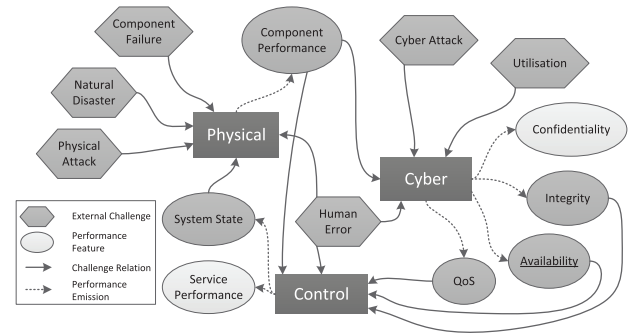 Component
Failure
Component
Performance
Cyber Attack
Utilisation
Natural
Disaster
Physical
Confidentiality
Physical
Attack
Cyber
Integrity
System State
Human
Error
External Challenge
Performance
Feature
Challenge Relation
Performance
Emission
Availability
Service
Performance
Control
QoS